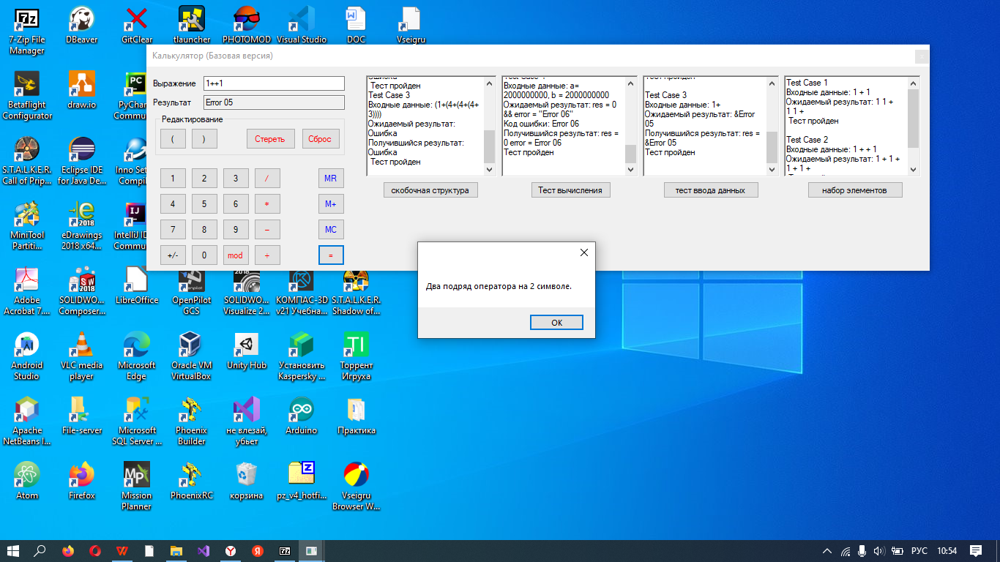 7-Zip File
Manager
DBeaver
GitClear
tlauncher
PHOTOMOD
Visual Studio
DOC
Vseigru
Betaflight
Configurator
draw.io
PyChar
Commu
S.T.A.L.K.E.R.
Call of Prip...
Eclipse IDE
for Java De...
Inno Set
Compil
MiniTool
Partiti...
eDrawings
2018 x64...
IntelliJ ID
Commu
Adobe
Acrobat 7....
SOLIDWO...
Composer...
LibreOffice
OpenPilot
GCS
SOLIDWO...
Visualize 2...
КОМПАС-3D
v21 Учебна...
S.T.A.L.K.E.R.
Shadow of...
Android
Studio
VLC media
player
Microsoft
Edge
Oracle VM
VirtualBox
Unity Hub
Установить
Kaspersky ...
Торрент
Игруха
Apache
NetBeans I...
File-server
Microsoft
SQL Server ...
Phoenix
Builder
не влезай,
убьет
Arduino
Практика
Atom
Firefox
Mission
Planner
PhoenixRC
корзина
pz_v4_hotfi...
Vseigru
Browser W...
Калькулятор (Базовая версия)
Выражение
1++1
Результат
Error 05
Редактирование
( ) Стереть Сброс
1 2 3 / MR
4 5 6 * M+
7 8 9 − MC
+/- 0 mod + =
Ошибка
Тест пройден
Test Case 3
Входные данные: (1+(4+(4+(4+
3))))
Ожидаемый результат:
Ошибка
Получившийся результат:
Ошибка
Тест пройден
скобочная структура
Входные данные: a=
2000000000, b = 2000000000
Ожидаемый результат: res = 0
&& error = "Error 06"
Код ошибки: Error 06
Получившийся результат: res =
0 error = Error 06
Тест пройден
Тест вычисления
Тест пройден
Test Case 3
Входные данные: 1+
Ожидаемый результат: &Error
05
Получившийся результат: res =
&Error 05
Тест пройден
тест ввода данных
Test Case 1
Входные данные: 1 + 1
Ожидаемый результат: 1 1 +
1 1 +
Тест пройден
Test Case 2
Входные данные: 1 + + 1
Ожидаемый результат: 1 + 1 +
1 + 1 +
набор элементов
Два подряд оператора на 2 символе.
OK
РУС
10:54